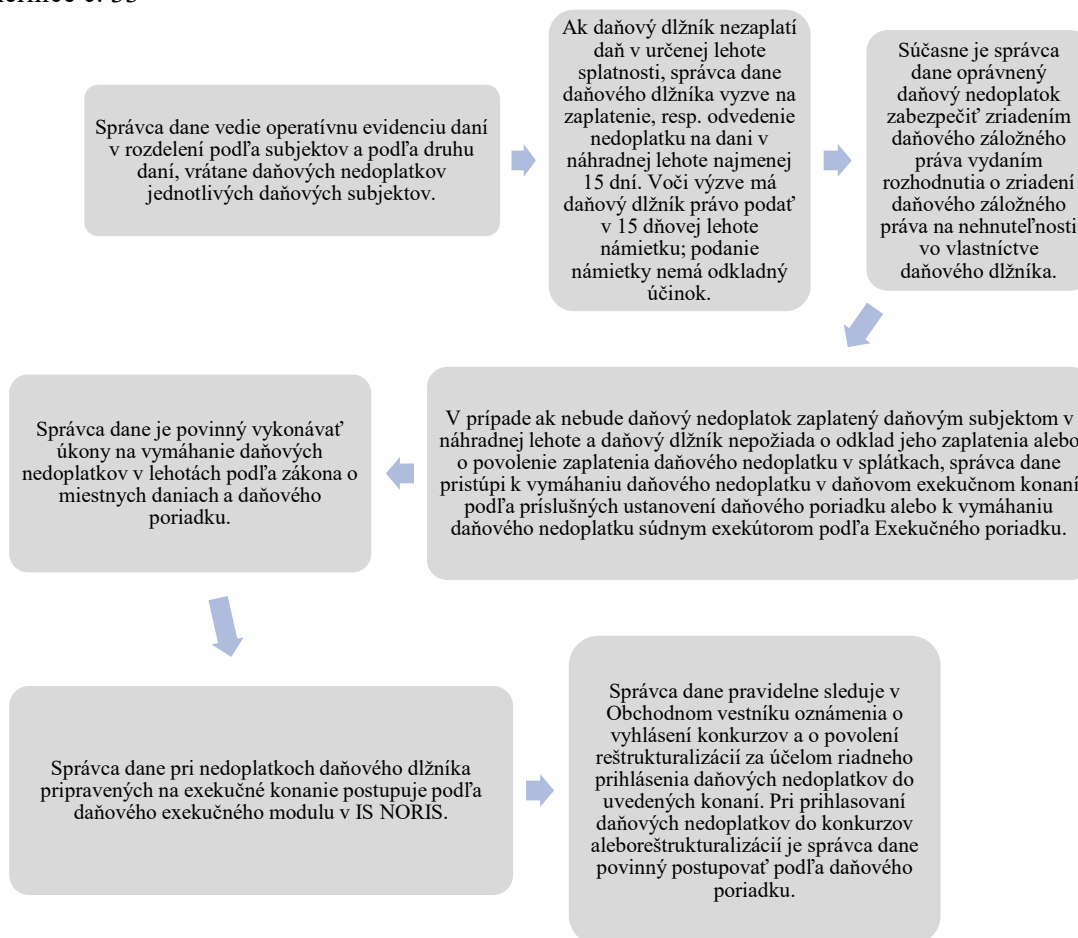 Správca dane vedie operatívnu evidenciu daní
v rozdelení podľa subjektov a podľa druhu
daní, vrátane daňových nedoplatkov
jednotlivých daňových subjektov.
Ak daňový dlžník nezaplatí
daň v určenej lehote
splatnosti, správca dane
daňového dlžníka vyzve na
zaplatenie, resp. odvedenie
nedoplatku na dani v
náhradnej lehote najmenej
15 dní. Voči výzve má
daňový dlžník právo podať
v 15 dňovej lehote
námietku; podanie
námietky nemá odkladný
účinok.
Súčasne je správca
dane oprávnený
daňový nedoplatok
zabezpečiť zriadením
daňového záložného
práva vydaním
rozhodnutia o zriadení
daňového záložného
práva na nehnuteľnosti
vo vlastníctve
daňového dlžníka.
V prípade ak nebude daňový nedoplatok zaplatený daňovým subjektom v
náhradnej lehote a daňový dlžník nepožiada o odklad jeho zaplatenia alebo
o povolenie zaplatenia daňového nedoplatku v splátkach, správca dane
pristúpi k vymáhaniu daňového nedoplatku v daňovom exekučnom konaní
podľa príslušných ustanovení daňového poriadku alebo k vymáhaniu
daňového nedoplatku súdnym exekútorom podľa Exekučného poriadku.
Správca dane je povinný vykonávať
úkony na vymáhanie daňových
nedoplatkov v lehotách podľa zákona o
miestnych daniach a daňového
poriadku.
Správca dane pri nedoplatkoch daňového dlžníka
pripravených na exekučné konanie postupuje podľa
daňového exekučného modulu v IS NORIS.
Správca dane pravidelne sleduje v
Obchodnom vestníku oznámenia o
vyhlásení konkurzov a o povolení
reštrukturalizácií za účelom riadneho
prihlásenia daňových nedoplatkov do
uvedených konaní. Pri prihlasovaní
daňových nedoplatkov do konkurzov
aleboreštrukturalizácií je správca dane
povinný postupovať podľa daňového
poriadku.